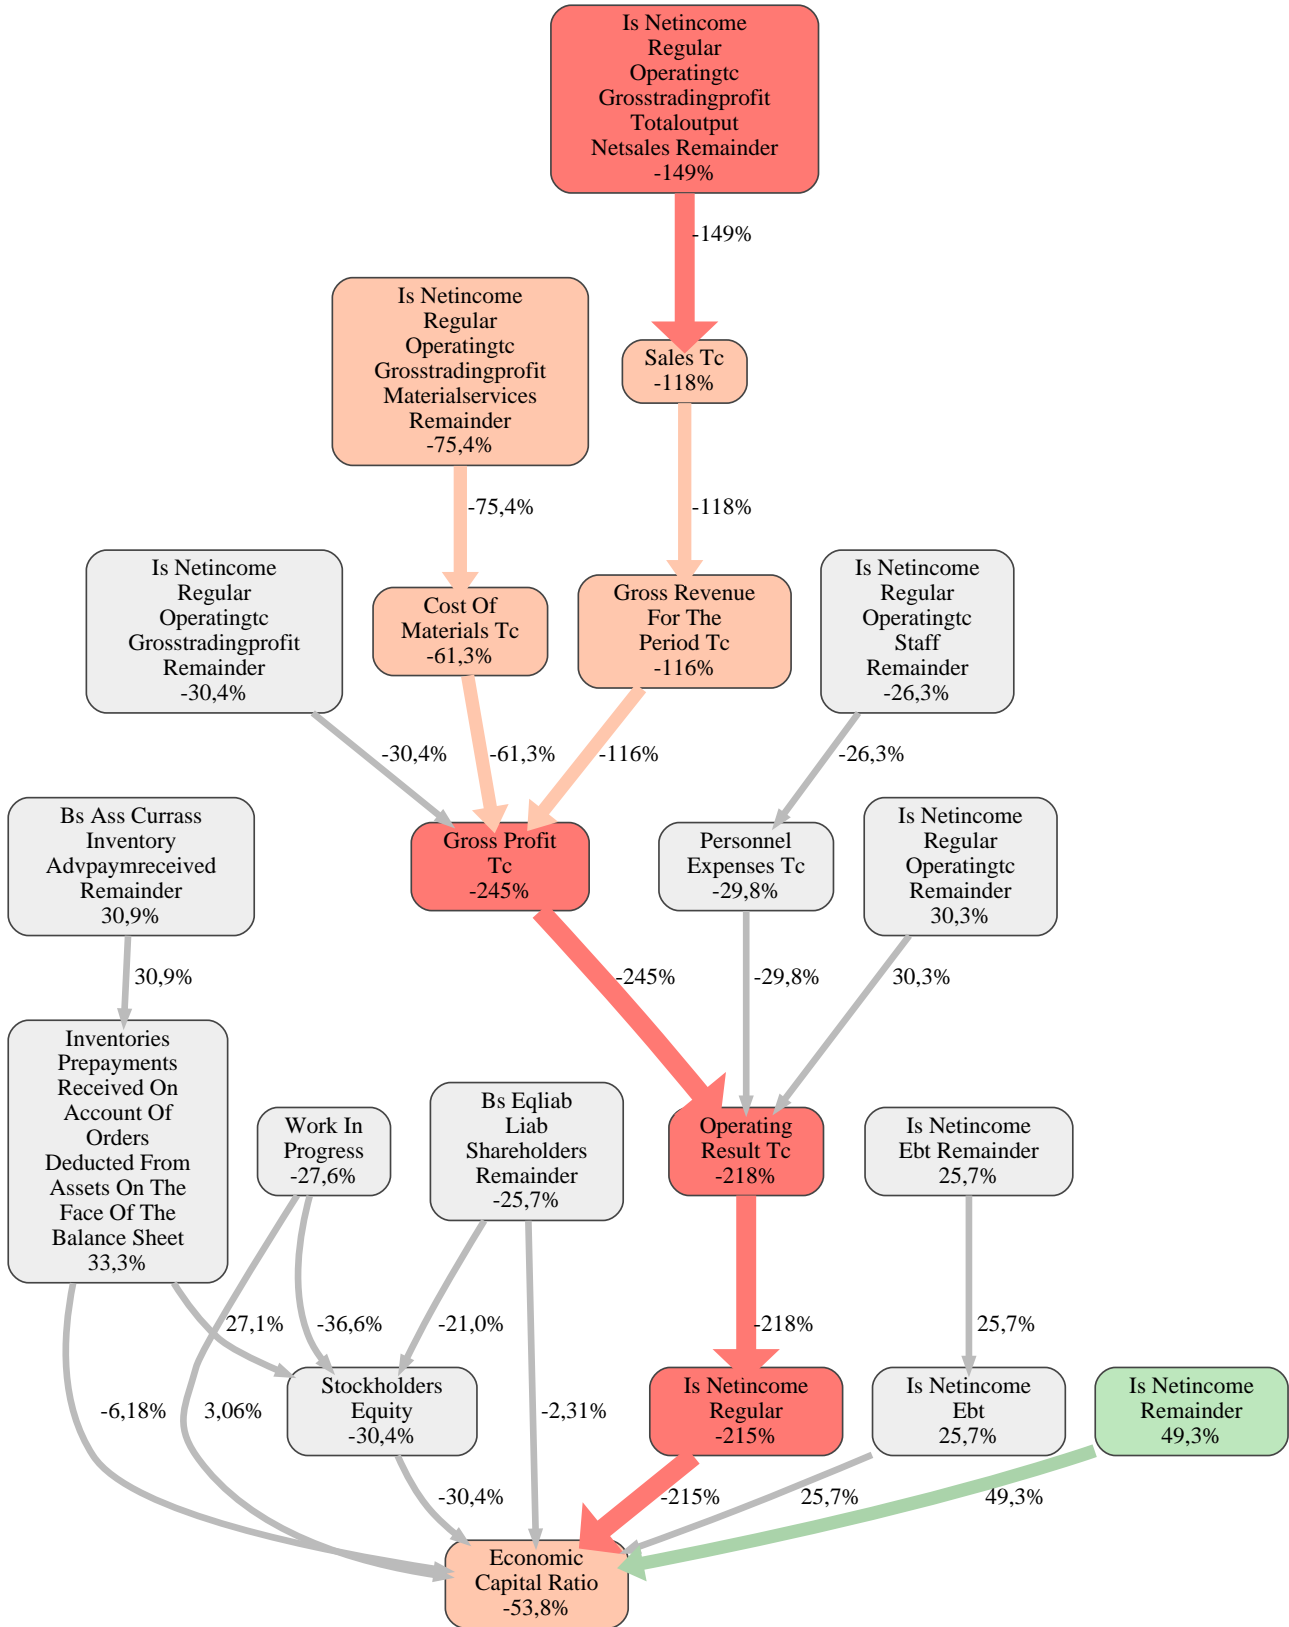 Is Netincome
Regular
Operatingtc
Grosstradingprofit
Totaloutput
Netsales Remainder
-149%
-149%
Is Netincome
Regular
Operatingtc
Grosstradingprofit
Materialservices
Remainder
-75,4%
Sales Tc
-118%
-75,4%
-118%
Is Netincome
Regular
Operatingtc
Grosstradingprofit
Remainder
-30,4%
Cost Of
Materials Tc
-61,3%
Gross Revenue
For The
Period Tc
-116%
Is Netincome
Regular
Operatingtc
Staff
Remainder
-26,3%
-30,4%
-61,3%
-116%
-26,3%
Bs Ass Currass
Inventory
Advpaymreceived
Remainder
30,9%
Gross Profit
Tc
-245%
Personnel
Expenses Tc
-29,8%
Is Netincome
Regular
Operatingtc
Remainder
30,3%
30,9%
-245%
-29,8%
30,3%
Inventories
Prepayments
Received On
Account Of
Orders
Deducted From
Assets On The
Face Of The
Balance Sheet
33,3%
Work In
Progress
-27,6%
Bs Eqliab
Liab
Shareholders
Remainder
-25,7%
Operating
Result Tc
-218%
Is Netincome
Ebt Remainder
25,7%
27,1%
-36,6%
-21,0%
-218%
25,7%
-6,18%
3,06%
Stockholders
Equity
-30,4%
-2,31%
Is Netincome
Regular
-215%
Is Netincome
Ebt
25,7%
Is Netincome
Remainder
49,3%
-30,4%
-215%
25,7%
49,3%
Economic
Capital Ratio
-53,8%